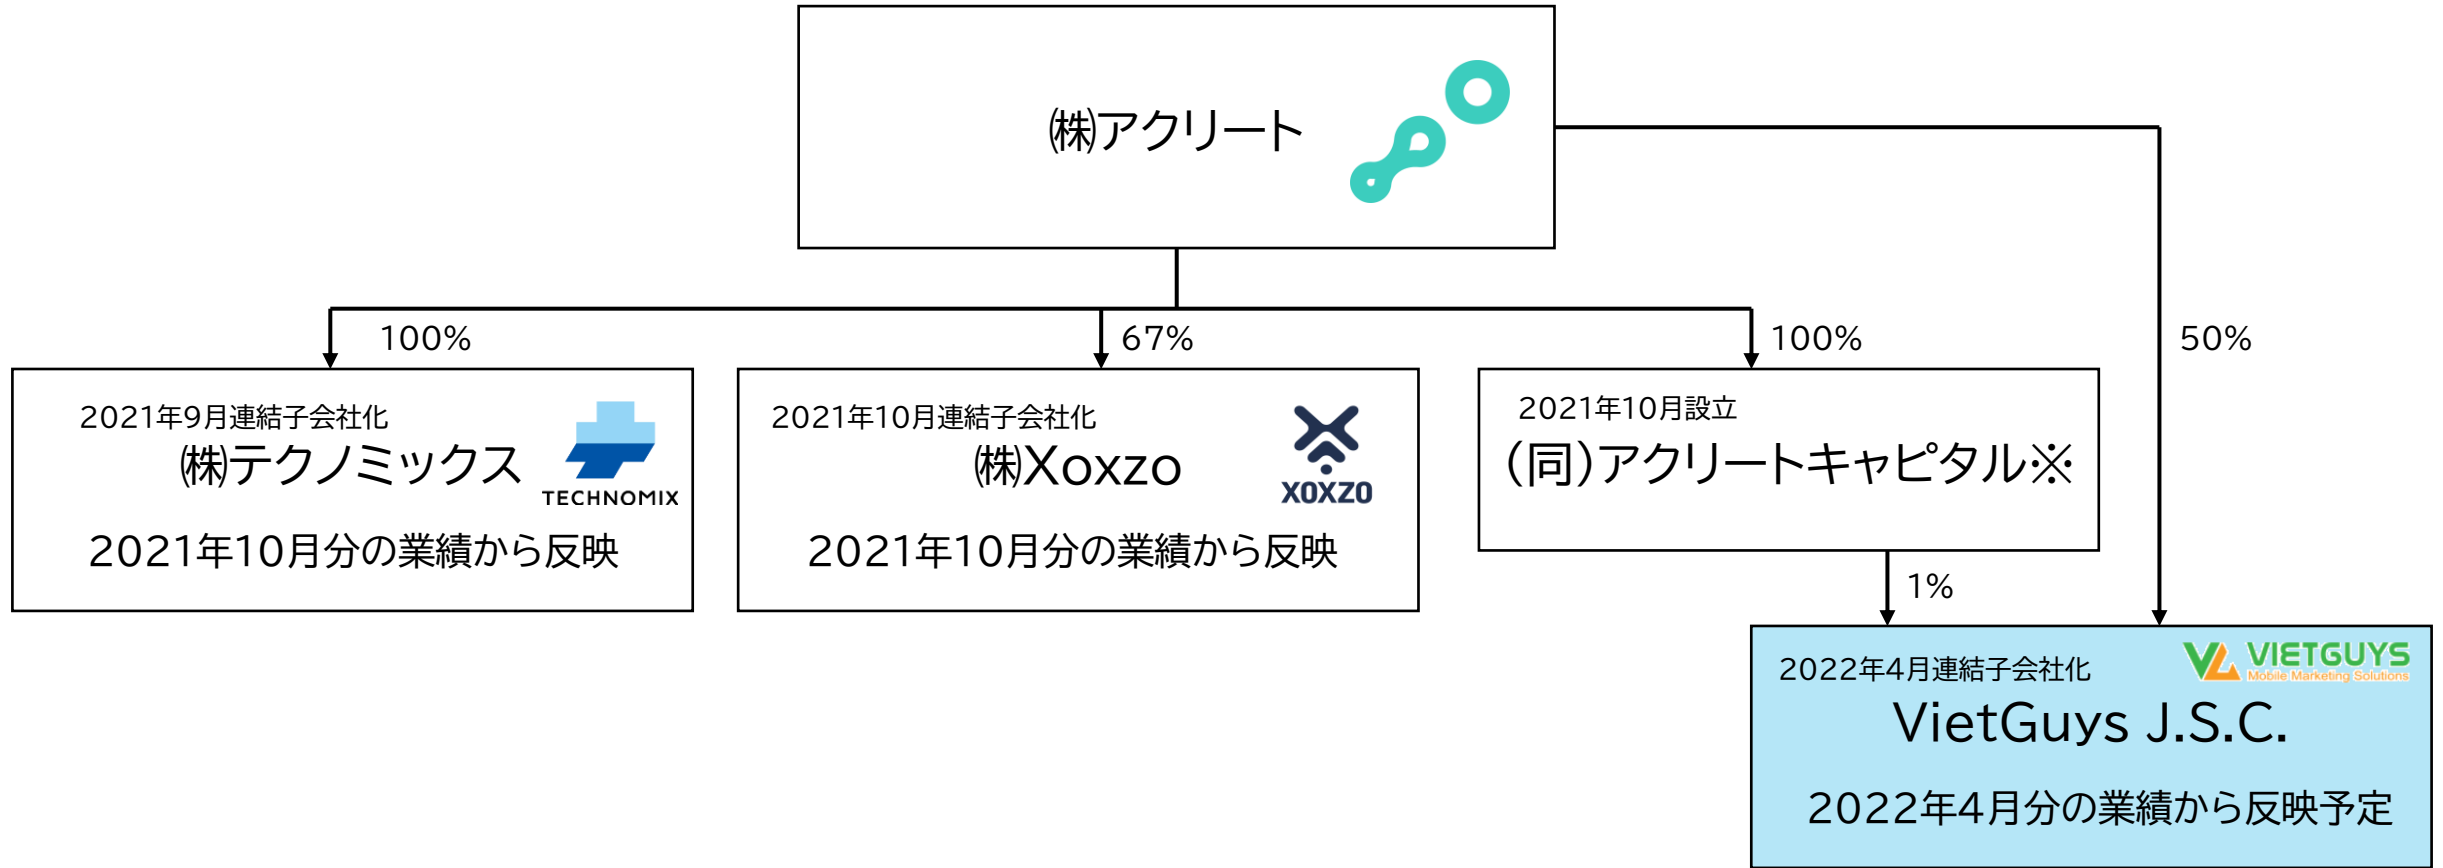 ㈱アクリート
100%
67%
100%
50%
2021年9月連結子会社化
㈱テクノミックス
TECHNOMIX
2021年10月分の業績から反映
2021年10月連結子会社化
㈱Xoxzo
XOXZO
2021年10月分の業績から反映
2021年10月設立
(同)アクリートキャピタル※
1%
2022年4月連結子会社化
VIETGUYS
Mobile Marketing Solutions
VietGuys J.S.C.
2022年4月分の業績から反映予定